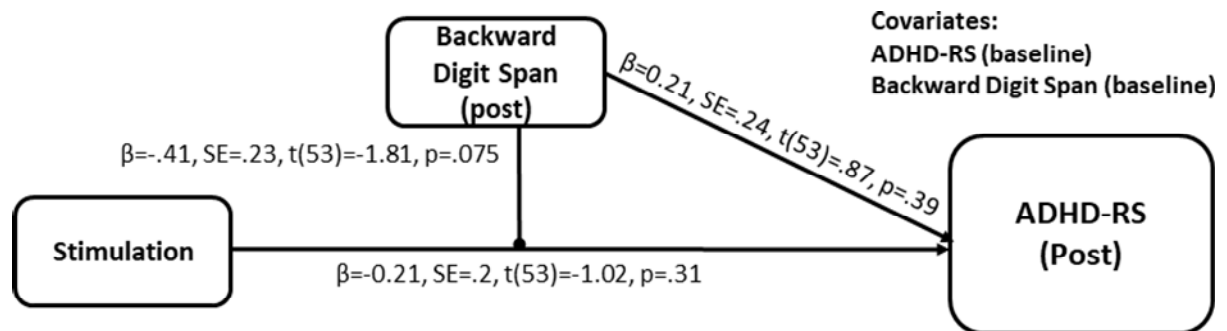 Backward
Digit Span
(post)
Covariates:
ADHD-RS (baseline)
Backward Digit Span (baseline)
β=0.21, SE=.24, t(53)=.87, p=.39
β=-.41, SE=.23, t(53)=-1.81, p=.075
Stimulation
ADHD-RS
(Post)
β=-0.21, SE=.2, t(53)=-1.02, p=.31